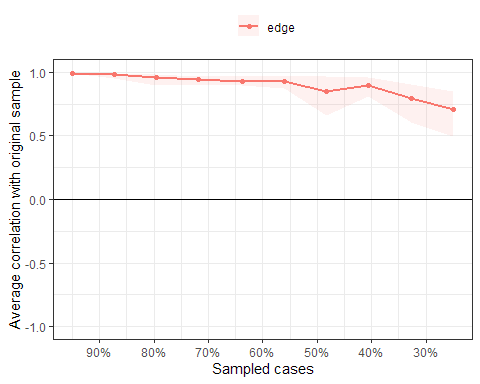 edge
Average correlation with original sample
1.0
0.5
0.0
-0.5
-1.0
90% 80% 70% 60% 50% 40% 30%
Sampled cases